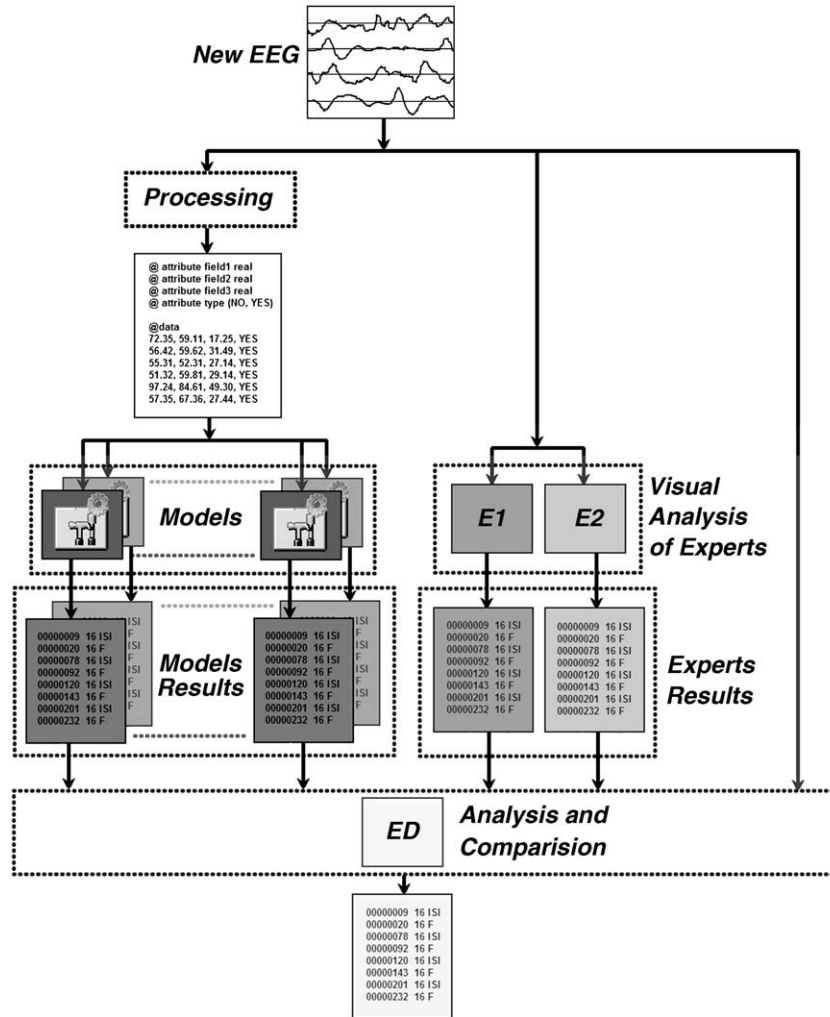 New EEG
Processing
@ attribute field1 real
@ attribute field2 real
@ attribute field3 real
@ attribute type (NO, YES)
@data
72.35, 59.11, 17.25, YES
56.42, 59.62, 31.49, YES
55.31, 52.31, 27.14, YES
51.32, 59.81, 29.14, YES
97.24, 84.61, 49.30, YES
57.35, 67.36, 27.44, YES
Models
E1
E2
Visual
Analysis
of Experts
00000009 16 ISI
00000020 16 F
00000078 16 ISI
00000092 16 F
00000120 16 ISI
00000143 16 F
00000201 16 ISI
00000232 16 F
Models
Results
00000009 16 ISI
00000020 16 F
00000078 16 ISI
00000092 16 F
00000120 16 ISI
00000143 16 F
00000201 16 ISI
00000232 16 F
00000009 16 ISI
00000020 16 F
00000078 16 ISI
00000092 16 F
00000120 16 ISI
00000143 16 F
00000201 16 ISI
00000232 16 F
00000009 16 ISI
00000020 16 F
00000078 16 ISI
00000092 16 F
00000120 16 ISI
00000143 16 F
00000201 16 ISI
00000232 16 F
Experts
Results
ED
Analysis and
Comparision
00000009 16 ISI
00000020 16 F
00000078 16 ISI
00000092 16 F
00000120 16 ISI
00000143 16 F
00000201 16 ISI
00000232 16 F